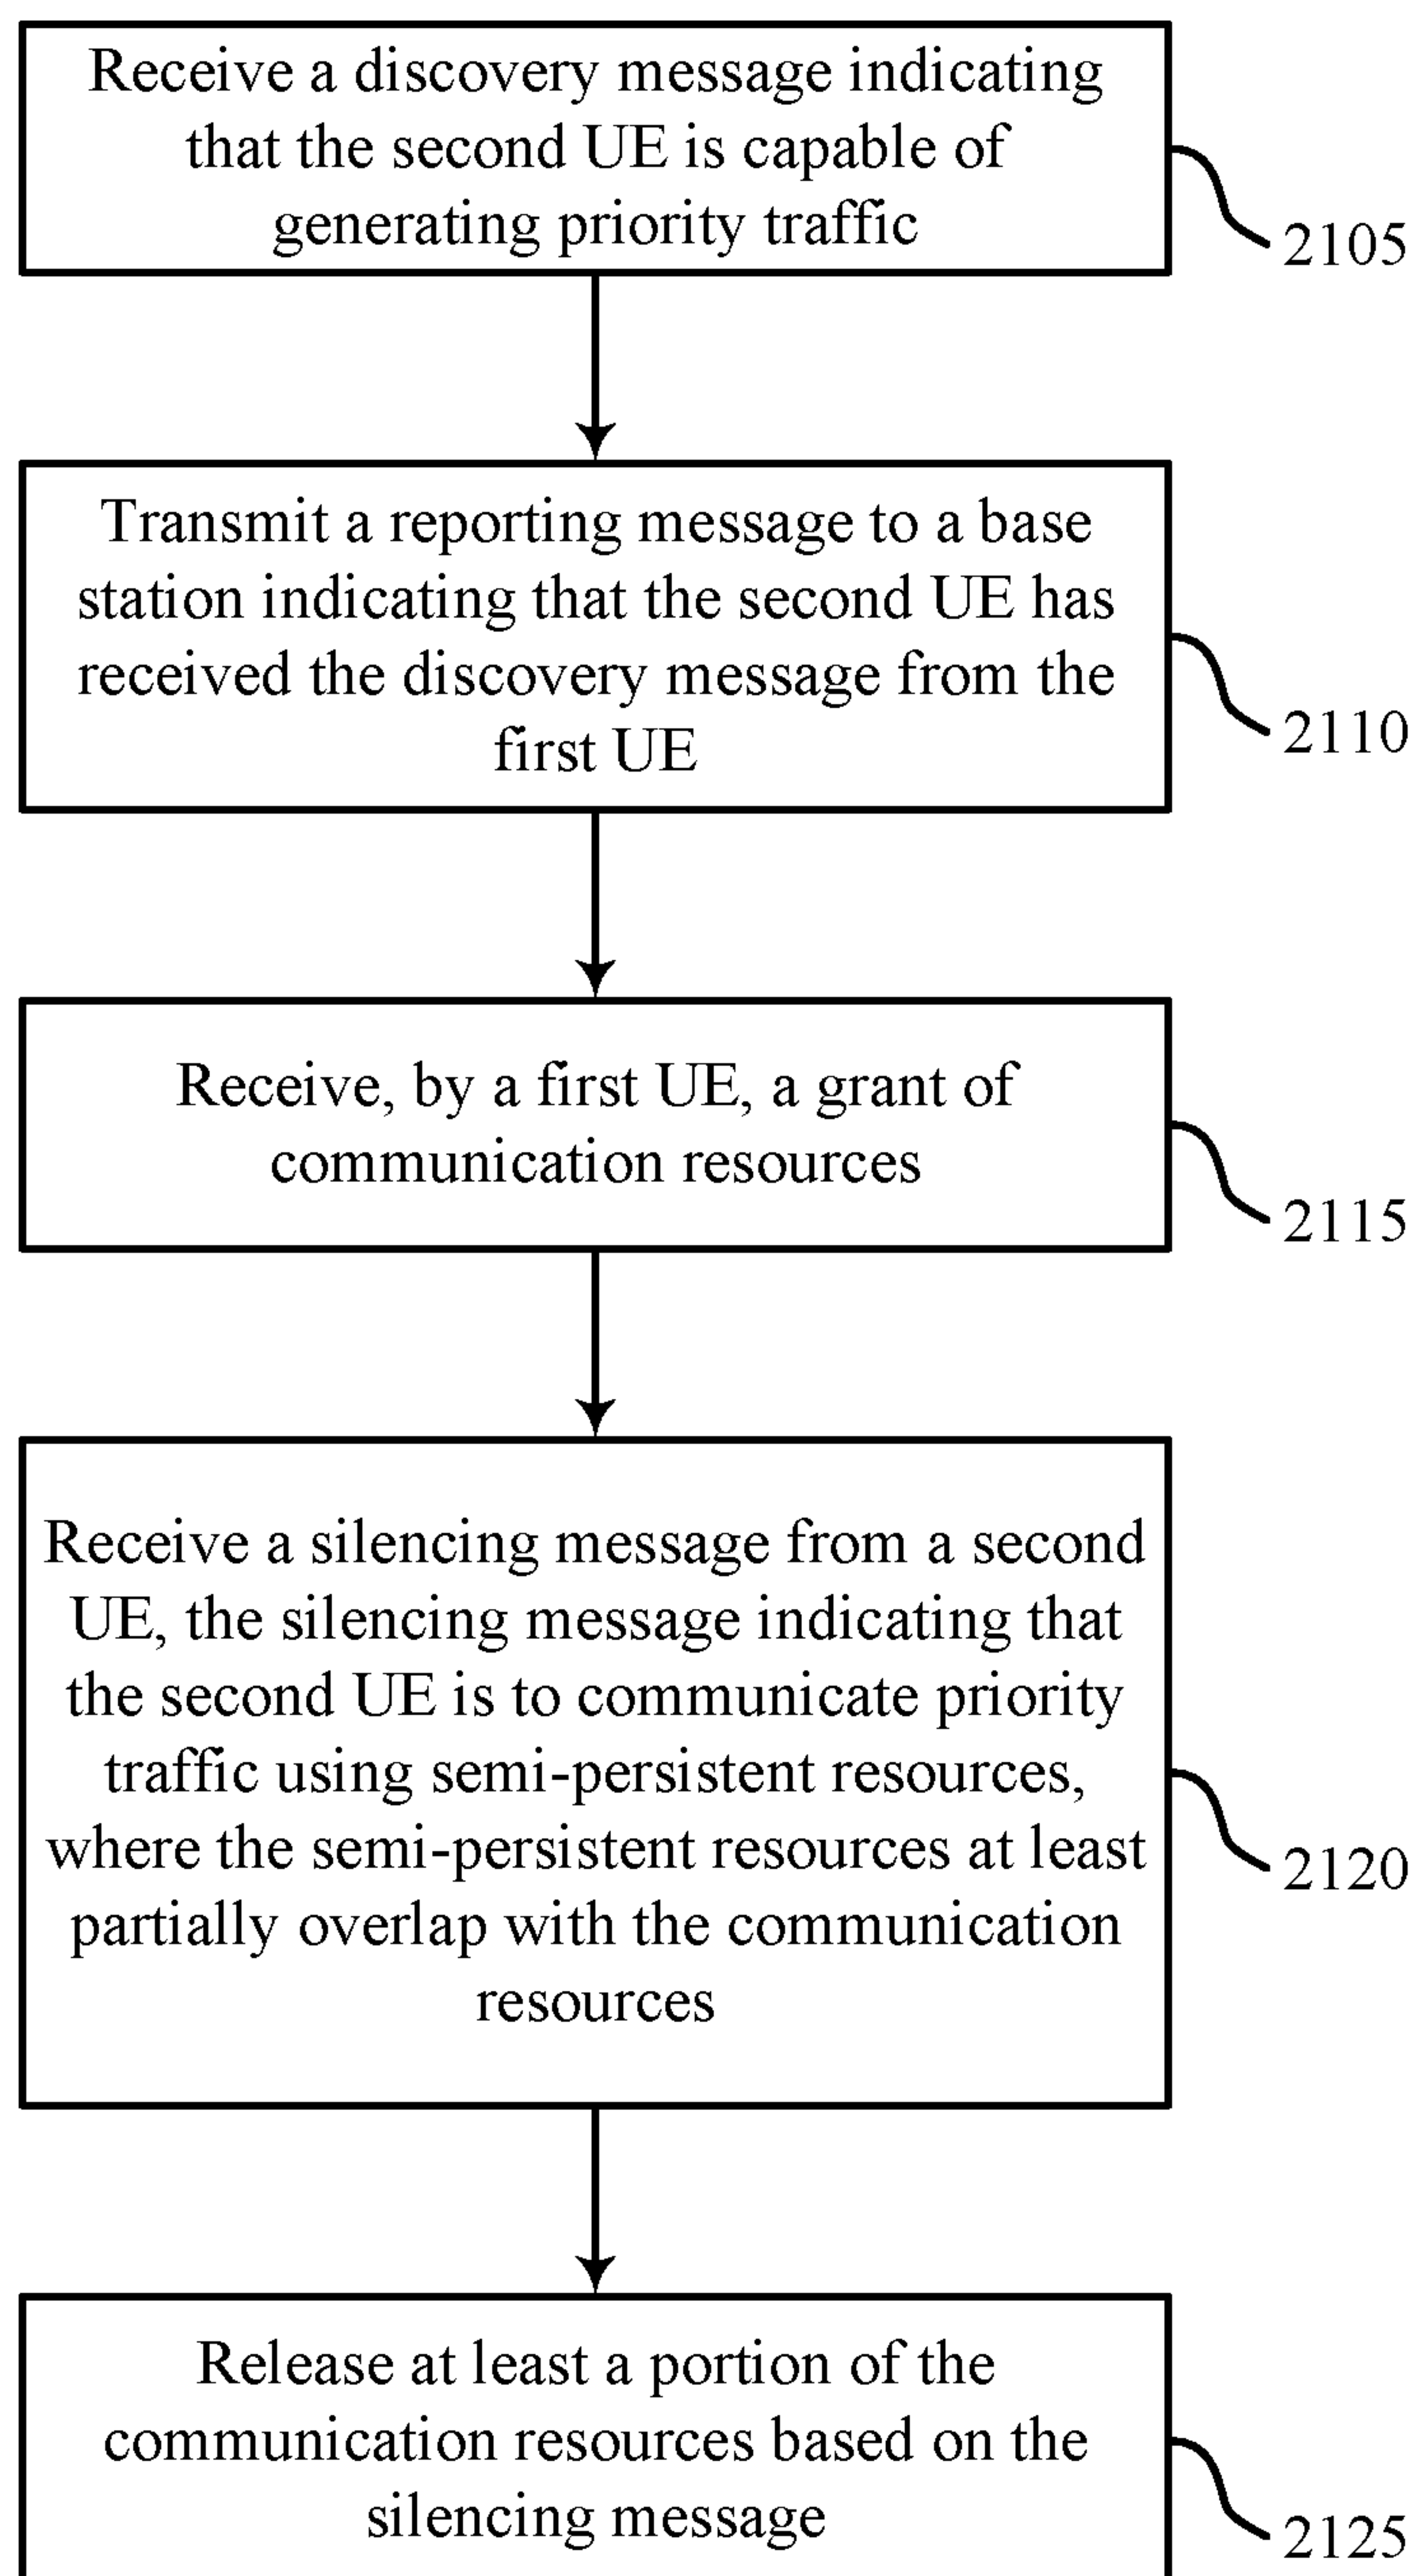 Receive a discovery message indicating
that the second UE is capable of
generating priority traffic
2105
Transmit a reporting message to a base
station indicating that the second UE has
received the discovery message from the
first UE
2110
Receive, by a first UE, a grant of
communication resources
2115
Receive a silencing message from a second
UE, the silencing message indicating that
the second UE is to communicate priority
traffic using semi-persistent resources,
where the semi-persistent resources at least
partially overlap with the communication
resources
2120
Release at least a portion of the
communication resources based on the
silencing message
2125